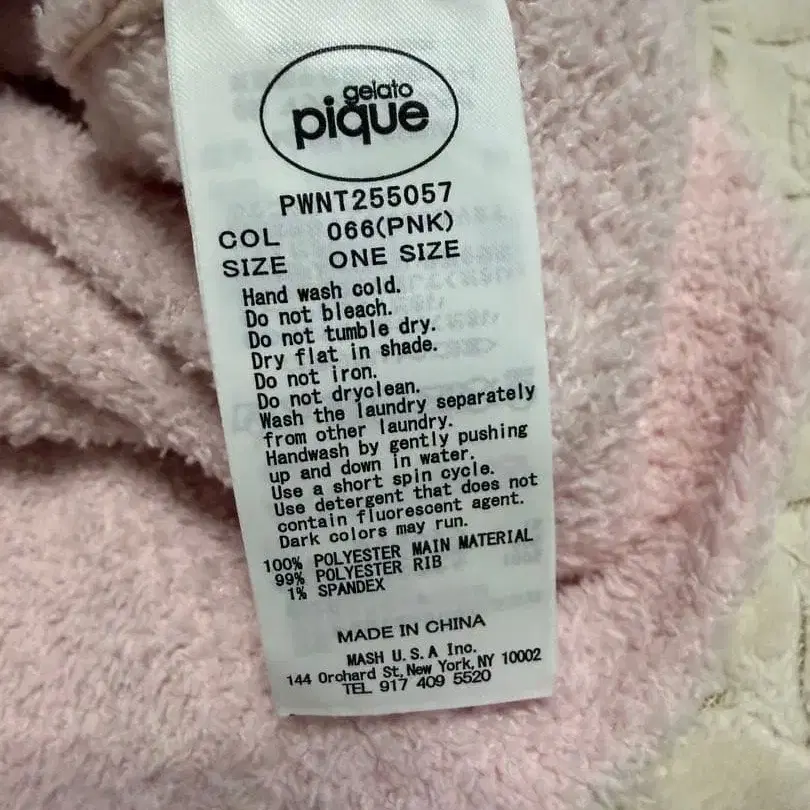 gelato
pique
PWNT255057
COL 066(PNK)
SIZE ONE SIZE
Hand wash cold.
Do not bleach.
Do not tumble dry.
Dry flat in shade.
Do not iron.
Do not dryclean.
Wash the laundry separately
from other laundry.
Handwash by gently pushing
up and down in water.
Use a short spin cycle.
Use detergent that does not
contain fluorescent agent.
Dark colors may run.
100% POLYESTER MAIN MATERIAL
99% POLYESTER RIB
1% SPANDEX
MADE IN CHINA
MASH U.S.A Inc.
144 Orchard St,New York,NY 10002
TEL 917 409 5520